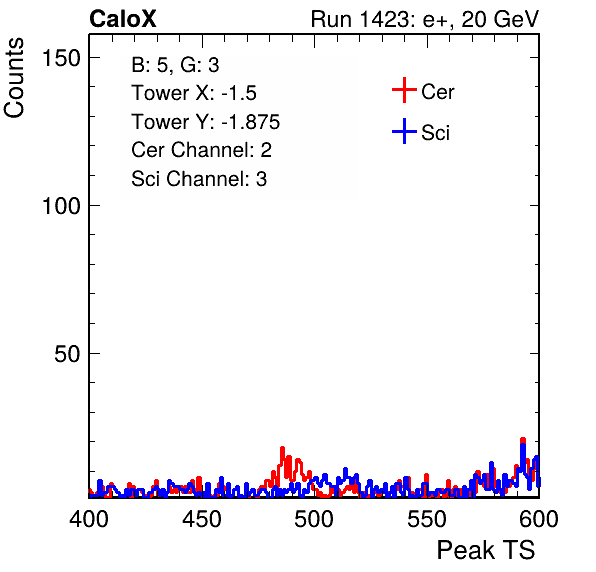 CaloX Run 1423: e+, 20 GeV
Counts
150
100
50
B: 5, G: 3
Tower X: -1.5
Tower Y: -1.875
Cer Channel: 2
Sci Channel: 3
Cer
Sci
400 450 500 550 600
Peak TS